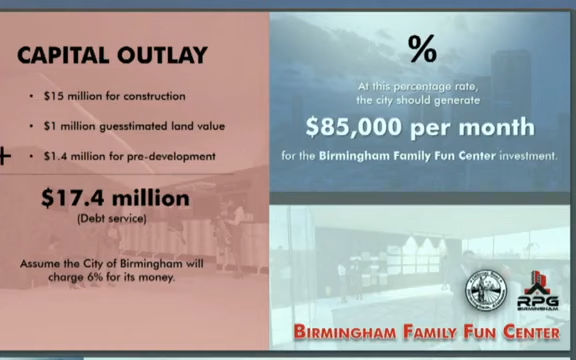 CAPITAL OUTLAY
• $15 million for construction
• $1 million guesstimated land value
+ • $1.4 million for pre-development
$17.4 million
(Debt service)
Assume the City of Birmingham will
charge 6% for its money.
%
At this percentage rate,
the city should generate
$85,000 per month
for the Birmingham Family Fun Center investment.
RPG
BIRMINGHAM
BIRMINGHAM FAMILY FUN CENTER